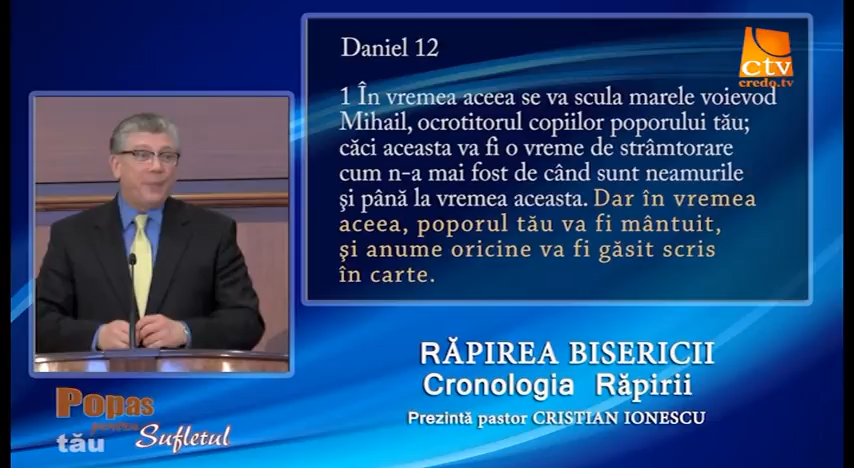 Daniel 12
1 În vremea aceea se va scula marele voievod
Mihail, ocrotitorul copiilor poporului tău;
căci aceasta va fi o vreme de strâmtorare
cum n-a mai fost de când sunt neamurile
şi până la vremea aceasta. Dar în vremea
aceea, poporul tău va fi mântuit,
şi anume oricine va fi găsit scris
în carte.
ctv
credo.tv
RĂPIREA BISERICII
Cronologia Răpirii
Prezintă pastor CRISTIAN IONESCU
Popas
pentru
Sufletul
tău